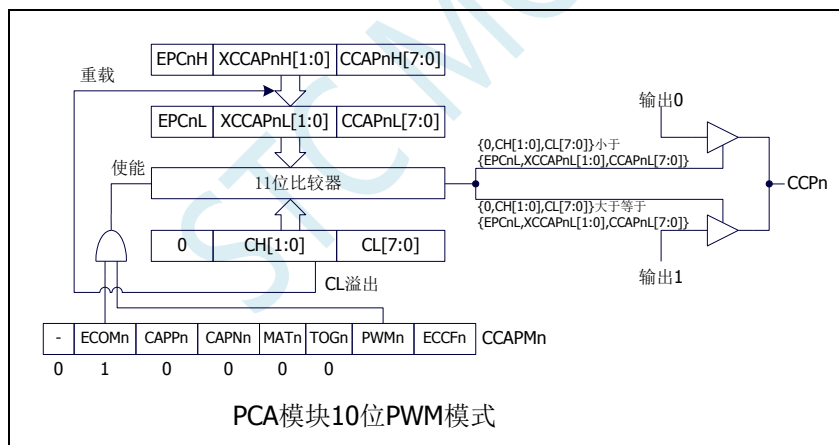 EPCnH XCCAPnH[1:0] CCAPnH[7:0]
重载
EPCnL XCCAPnL[1:0] CCAPnL[7:0]
输出0
使能
{0,CH[1:0],CL[7:0]}小于
{EPCnL,XCCAPnL[1:0],CCAPnL[7:0]}
11位比较器
CCPn
{0,CH[1:0],CL[7:0]}大于等于
{EPCnL,XCCAPnL[1:0],CCAPnL[7:0]}
0 CH[1:0] CL[7:0]
输出1
CL溢出
- ECOMn CAPPn CAPNn MATn TOGn PWMn ECCFn CCAPMn
0 1 0 0 0 0
PCA模块10位PWM模式
STC MCU